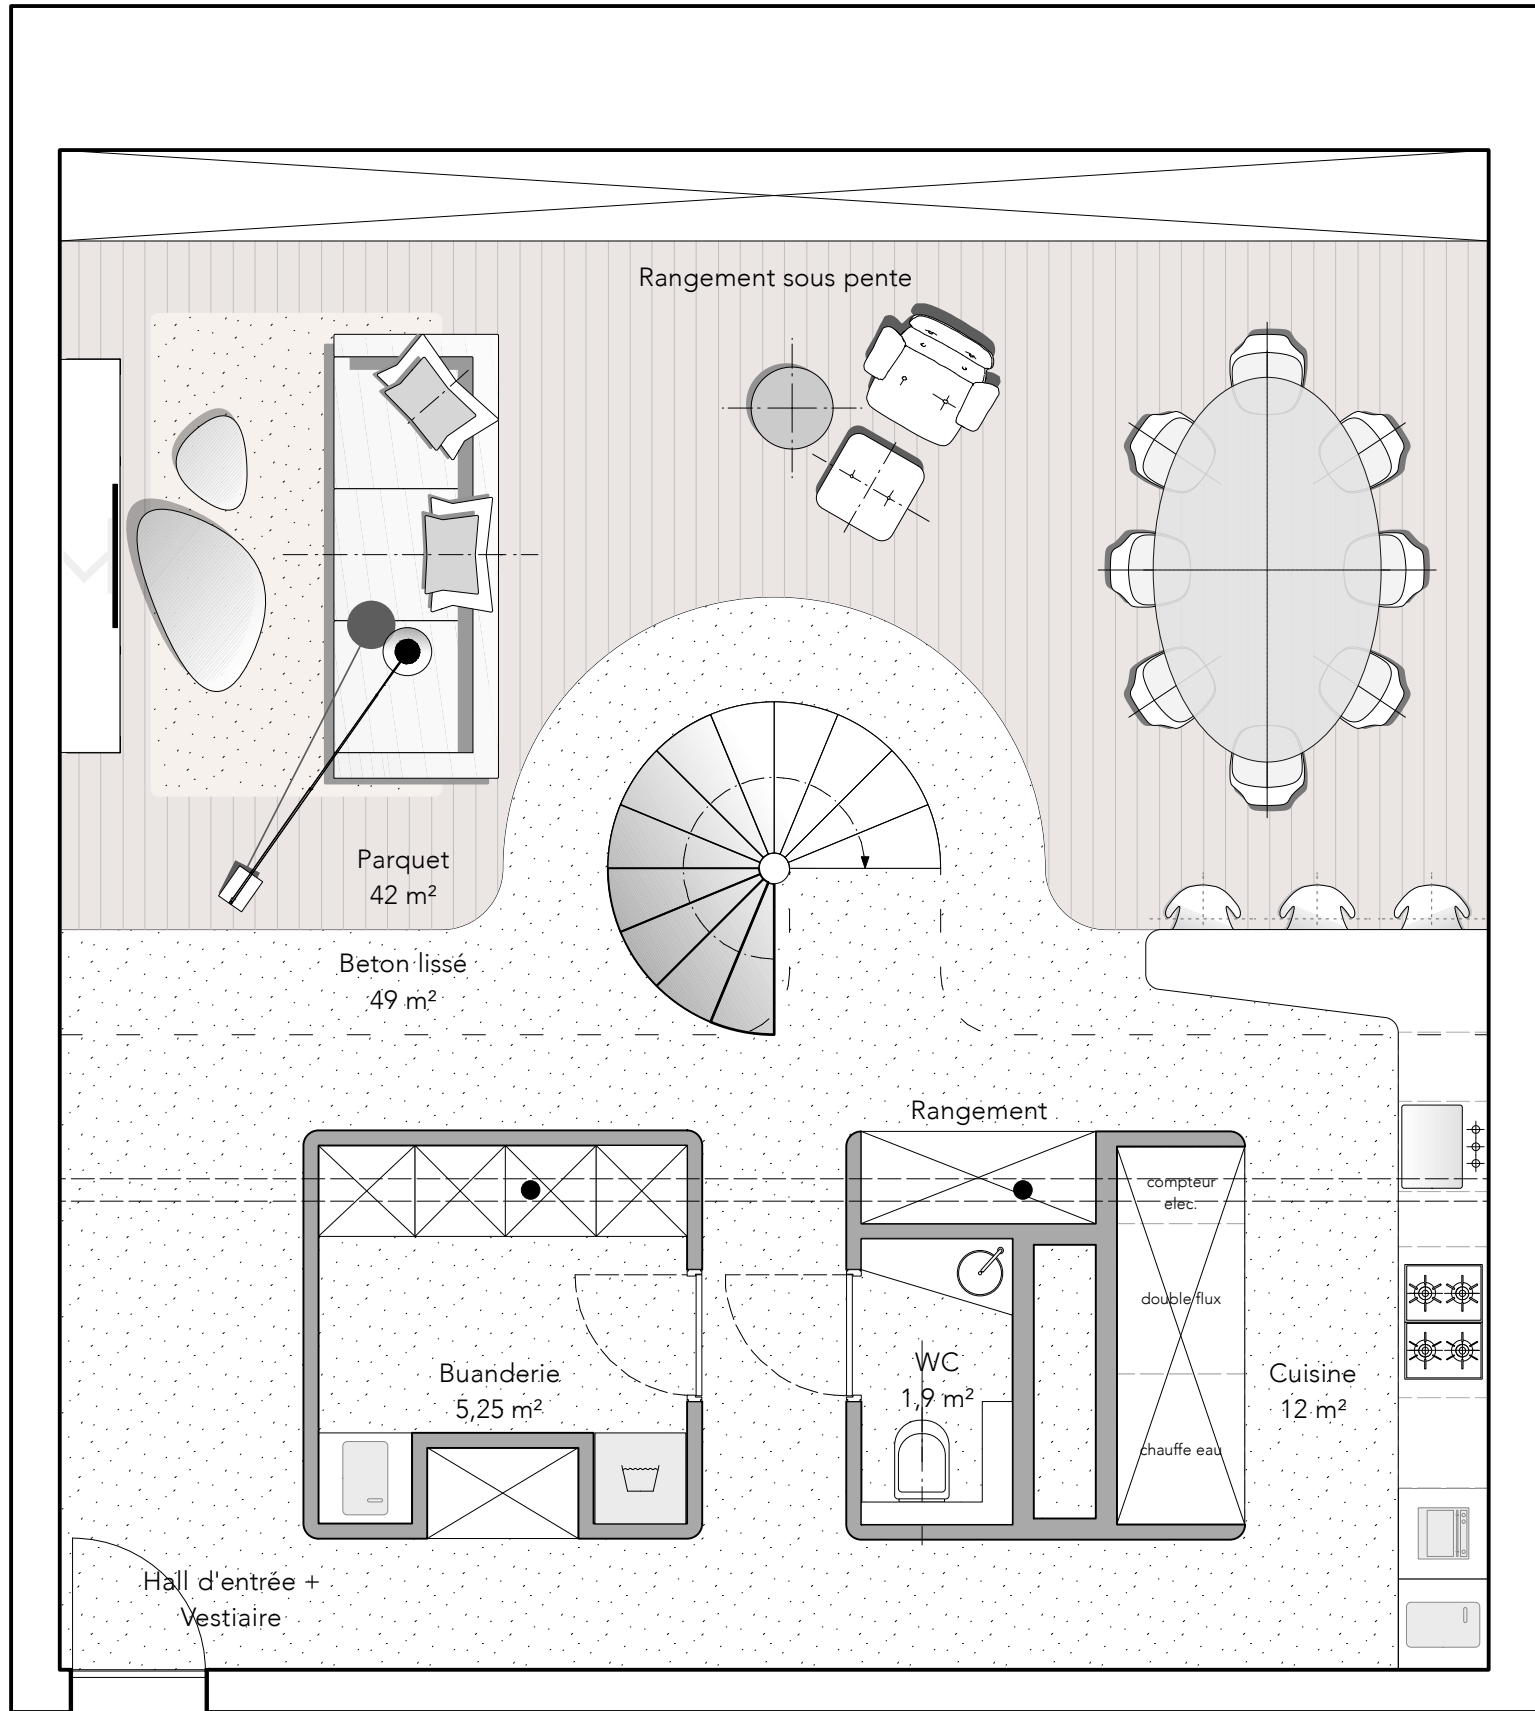 Rangement sous pente
Parquet
42 m²
Beton lissé
49 m²
Rangement
compteur
elec.
double flux
Buanderie
5,25 m²
WC
1,9 m²
Cuisine
12 m²
chauffe eau
Hall d'entrée +
Vestiaire